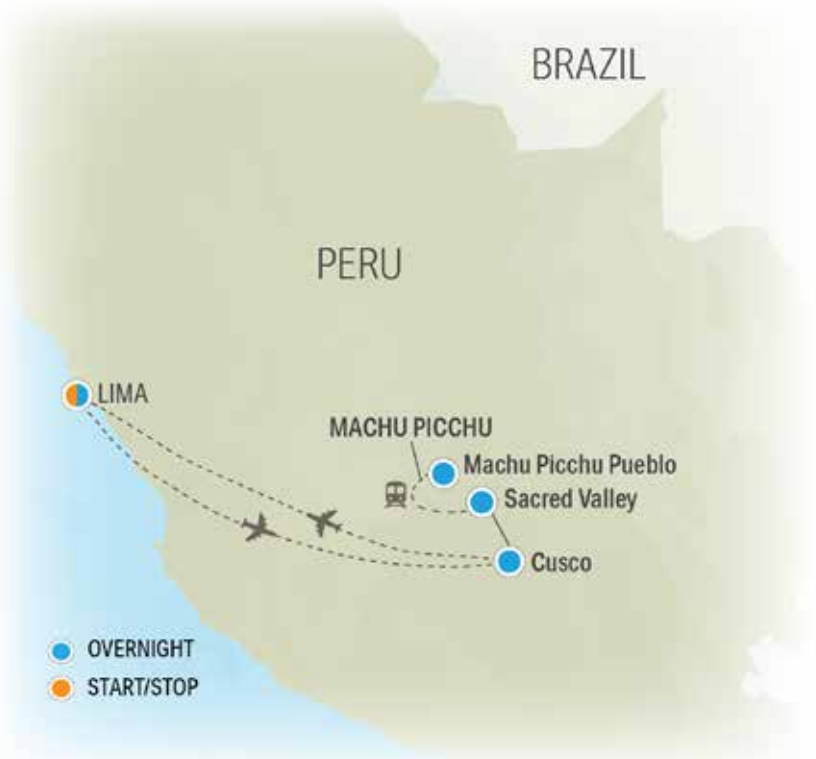 BRAZIL
PERU
LIMA
MACHU PICCHU
Machu Picchu Pueblo
Sacred Valley
Cusco
OVERNIGHT
START/STOP